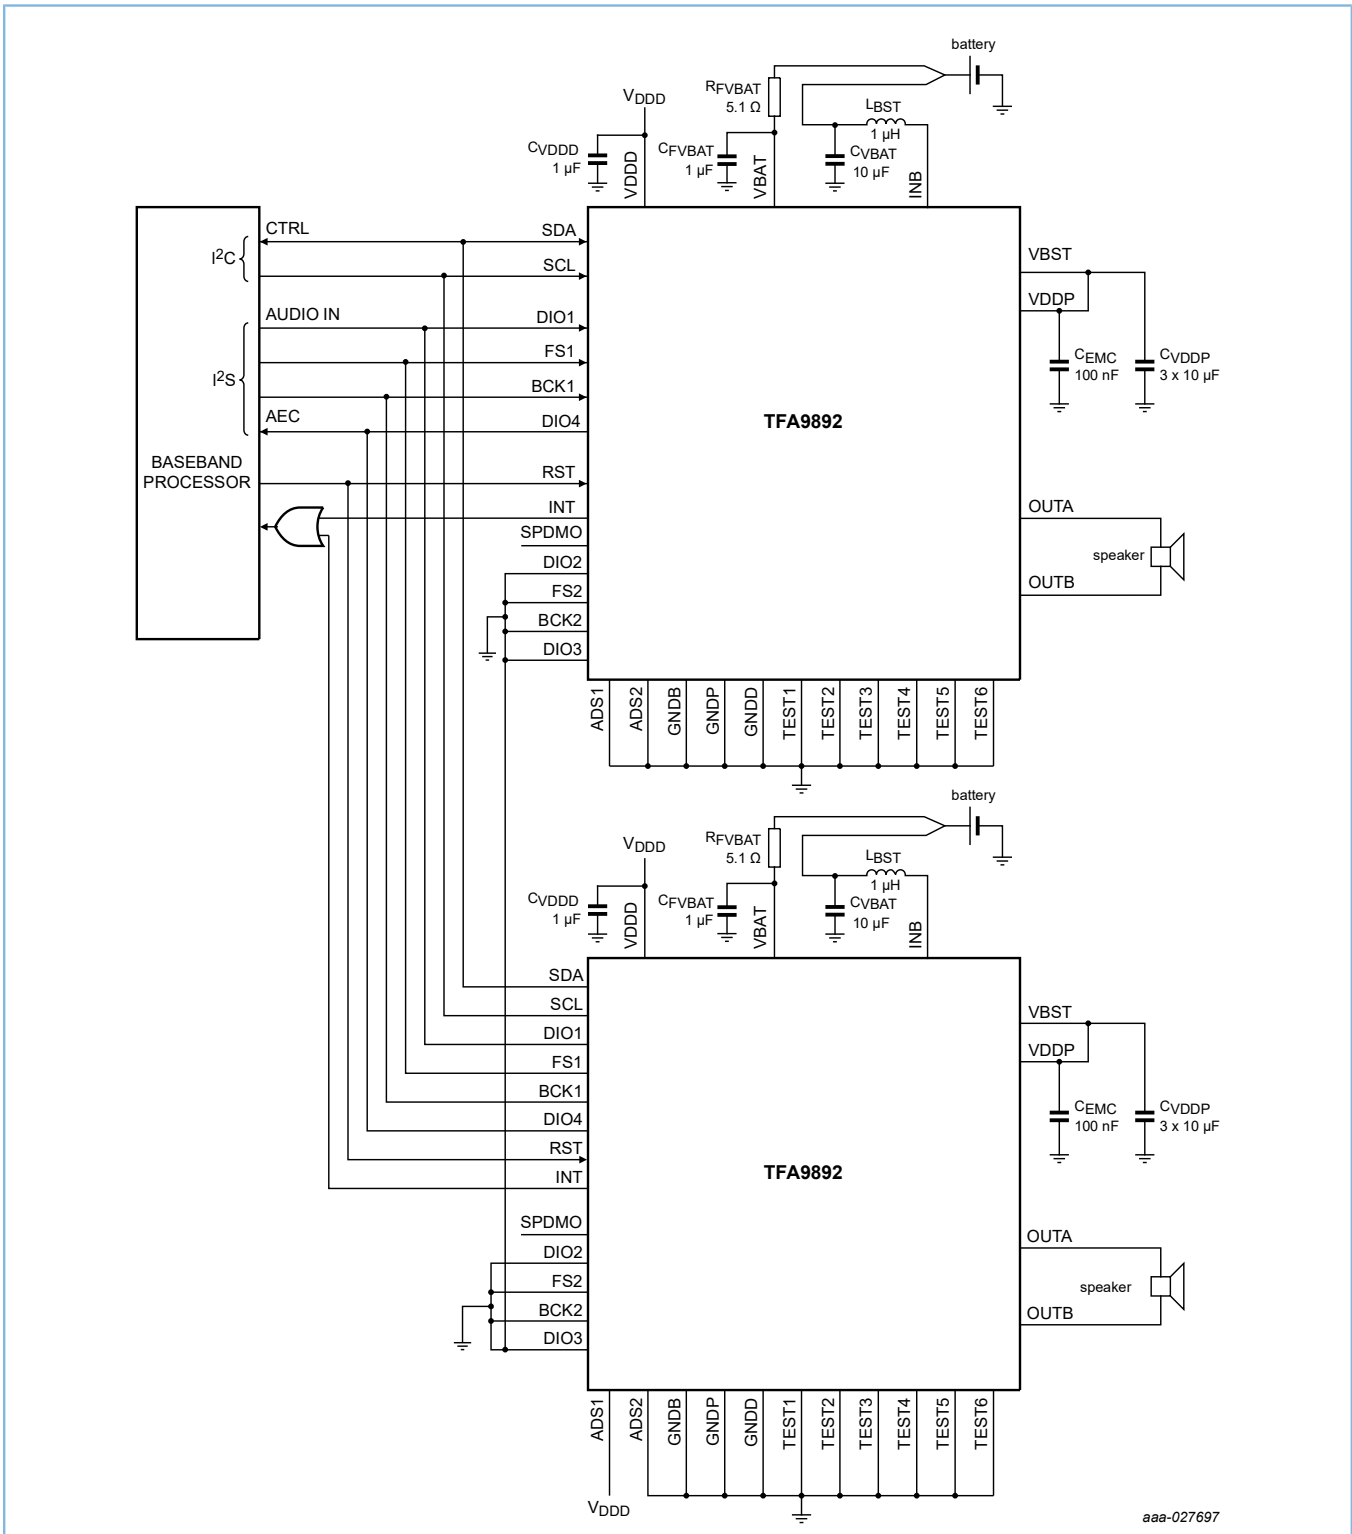 battery
RFVBAT
5.1 Ω
VDDD
LBST
1 µH
CVDDD
1 µF
CFVBAT
1 µF
CVBAT
10 µF
VDDD
VBAT
INB
CTRL
SDA
I2C
SCL
VBST
AUDIO IN
DIO1
VDDP
FS1
I2S
BCK1
CEMC
100 nF
CVDDP
3 x 10 µF
AEC
DIO4
TFA9892
BASEBAND
PROCESSOR
RST
INT
OUTA
SPDMO
DIO2
speaker
FS2
OUTB
BCK2
DIO3
ADS1
ADS2
GNDB
GNDP
GNDD
TEST1
TEST2
TEST3
TEST4
TEST5
TEST6
battery
RFVBAT
5.1 Ω
VDDD
LBST
1 µH
CVDDD
1 µF
CFVBAT
1 µF
CVBAT
10 µF
VDDD
VBAT
INB
SDA
SCL
VBST
DIO1
VDDP
FS1
BCK1
CEMC
100 nF
CVDDP
3 x 10 µF
DIO4
RST
TFA9892
INT
SPDMO
OUTA
DIO2
FS2
speaker
BCK2
OUTB
DIO3
ADS1
ADS2
GNDB
GNDP
GNDD
TEST1
TEST2
TEST3
TEST4
TEST5
TEST6
VDDD
aaa-027697